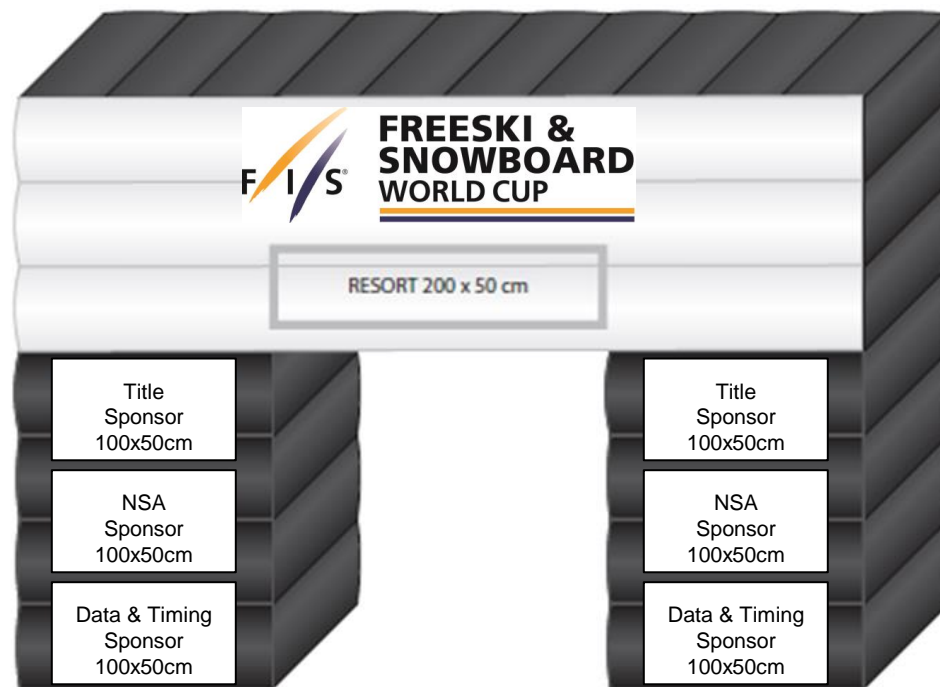 FREESKI &
SNOWBOARD
WORLD CUP
F I S®
RESORT 200 x 50 cm
Title
Sponsor
100x50cm
NSA
Sponsor
100x50cm
Data & Timing
Sponsor
100x50cm
Title
Sponsor
100x50cm
NSA
Sponsor
100x50cm
Data & Timing
Sponsor
100x50cm